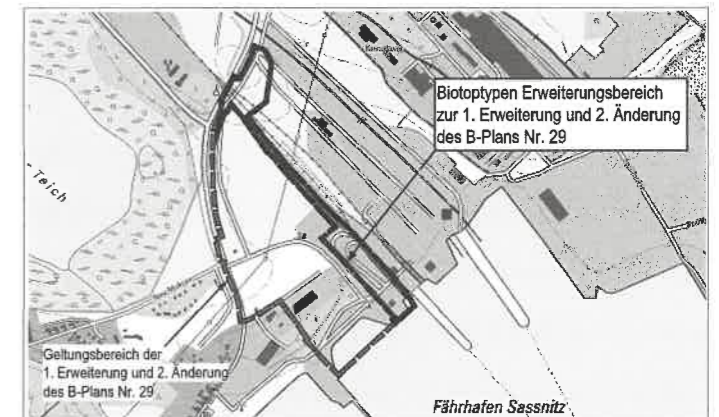 Biotoptypen Erweiterungsbereich
zur 1. Erweiterung und 2. Änderung
des B-Plans Nr. 29
Teich
Geltungsbereich der
1. Erweiterung und 2. Änderung
des B-Plans Nr. 29
Fährhafen Sassnitz